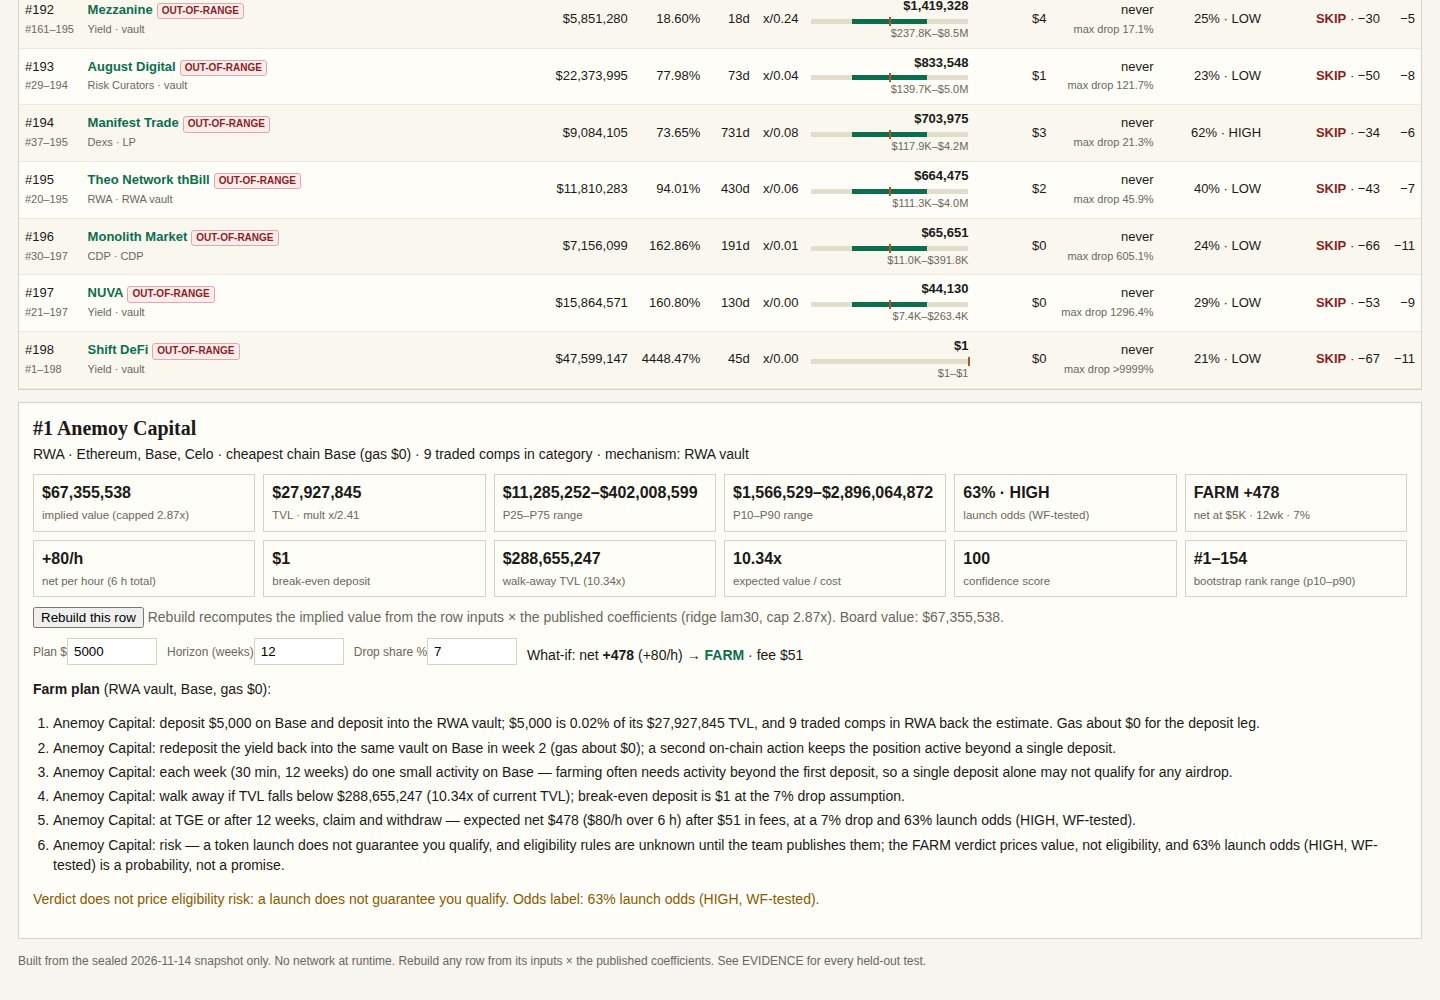 #192 Mezzanine OUT-OF-RANGE $5,851,280 18.60% 18d x/0.24 $1,419,328 $4 never 25% · LOW SKIP · −30 −5
#161–195 Yield · vault $237.8K–$8.5M max drop 17.1%
#193 August Digital OUT-OF-RANGE $22,373,995 77.98% 73d x/0.04 $833,548 $1 never 23% · LOW SKIP · −50 −8
#29–194 Risk Curators · vault $139.7K–$5.0M max drop 121.7%
#194 Manifest Trade OUT-OF-RANGE $9,084,105 73.65% 731d x/0.08 $703,975 $3 never 62% · HIGH SKIP · −34 −6
#37–195 Dexs · LP $117.9K–$4.2M max drop 21.3%
#195 Theo Network thBill OUT-OF-RANGE $11,810,283 94.01% 430d x/0.06 $664,475 $2 never 40% · LOW SKIP · −43 −7
#20–195 RWA · RWA vault $111.3K–$4.0M max drop 45.9%
#196 Monolith Market OUT-OF-RANGE $7,156,099 162.86% 191d x/0.01 $65,651 $0 never 24% · LOW SKIP · −66 −11
#30–197 CDP · CDP $11.0K–$391.8K max drop 605.1%
#197 NUVA OUT-OF-RANGE $15,864,571 160.80% 130d x/0.00 $44,130 $0 never 29% · LOW SKIP · −53 −9
#21–197 Yield · vault $7.4K–$263.4K max drop 1296.4%
#198 Shift DeFi OUT-OF-RANGE $47,599,147 4448.47% 45d x/0.00 $1 $0 never 21% · LOW SKIP · −67 −11
#1–198 Yield · vault $1–$1 max drop >9999%
#1 Anemoy Capital
RWA · Ethereum, Base, Celo · cheapest chain Base (gas $0) · 9 traded comps in category · mechanism: RWA vault
$67,355,538 $27,927,845 $11,285,252–$402,008,599 $1,566,529–$2,896,064,872 63% · HIGH FARM +478
implied value (capped 2.87x) TVL · mult x/2.41 P25–P75 range P10–P90 range launch odds (WF-tested) net at $5K · 12wk · 7%
+80/h $1 $288,655,247 10.34x 100 #1–154
net per hour (6 h total) break-even deposit walk-away TVL (10.34x) expected value / cost confidence score bootstrap rank range (p10–p90)
Rebuild this row Rebuild recomputes the implied value from the row inputs × the published coefficients (ridge lam30, cap 2.87x). Board value: $67,355,538.
Plan $ 5000 Horizon (weeks) 12 Drop share % 7 What-if: net +478 (+80/h) → FARM · fee $51
Farm plan (RWA vault, Base, gas $0):
1. Anemoy Capital: deposit $5,000 on Base and deposit into the RWA vault; $5,000 is 0.02% of its $27,927,845 TVL, and 9 traded comps in RWA back the estimate. Gas about $0 for the deposit leg.
2. Anemoy Capital: redeposit the yield back into the same vault on Base in week 2 (gas about $0); a second on-chain action keeps the position active beyond a single deposit.
3. Anemoy Capital: each week (30 min, 12 weeks) do one small activity on Base — farming often needs activity beyond the first deposit, so a single deposit alone may not qualify for any airdrop.
4. Anemoy Capital: walk away if TVL falls below $288,655,247 (10.34x of current TVL); break-even deposit is $1 at the 7% drop assumption.
5. Anemoy Capital: at TGE or after 12 weeks, claim and withdraw — expected net $478 ($80/h over 6 h) after $51 in fees, at a 7% drop and 63% launch odds (HIGH, WF-tested).
6. Anemoy Capital: risk — a token launch does not guarantee you qualify, and eligibility rules are unknown until the team publishes them; the FARM verdict prices value, not eligibility, and 63% launch odds (HIGH, WF-
tested) is a probability, not a promise.
Verdict does not price eligibility risk: a launch does not guarantee you qualify. Odds label: 63% launch odds (HIGH, WF-tested).
Built from the sealed 2026-11-14 snapshot only. No network at runtime. Rebuild any row from its inputs × the published coefficients. See EVIDENCE for every held-out test.